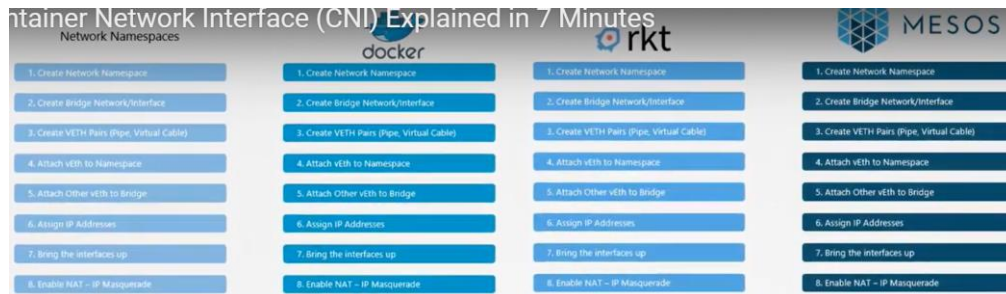 ntainer Network Interface (CNI) Explained in 7 Minutes
Network Namespaces
1. Create Network Namespace
2. Create Bridge Network/Interface
3. Create VETH Pairs (Pipe, Virtual Cable)
4. Attach vEth to Namespace
5. Attach Other vEth to Bridge
6. Assign IP Addresses
7. Bring the interfaces up
8. Enable NAT – IP Masquerade
docker
1. Create Network Namespace
2. Create Bridge Network/Interface
3. Create VETH Pairs (Pipe, Virtual Cable)
4. Attach vEth to Namespace
5. Attach Other vEth to Bridge
6. Assign IP Addresses
7. Bring the interfaces up
8. Enable NAT – IP Masquerade
rkt
1. Create Network Namespace
2. Create Bridge Network/Interface
3. Create VETH Pairs (Pipe, Virtual Cable)
4. Attach vEth to Namespace
5. Attach Other vEth to Bridge
6. Assign IP Addresses
7. Bring the interfaces up
8. Enable NAT – IP Masquerade
MESOS
1. Create Network Namespace
2. Create Bridge Network/Interface
3. Create VETH Pairs (Pipe, Virtual Cable)
4. Attach vEth to Namespace
5. Attach Other vEth to Bridge
6. Assign IP Addresses
7. Bring the interfaces up
8. Enable NAT – IP Masquerade